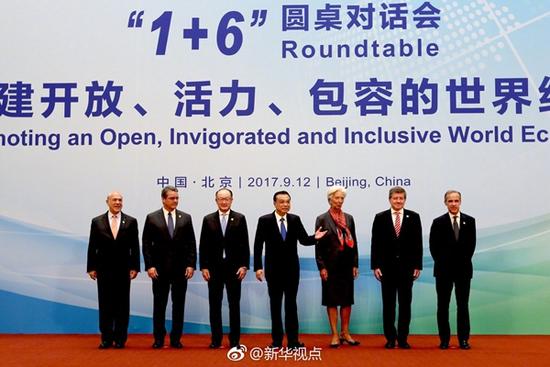 “1+6” 圆桌对话会
Roundtable
建开放、活力、包容的世界
moting an Open, Invigorated and Inclusive World Ec
中国·北京 | 2017.9.12 | Beijing, China
@新华视点